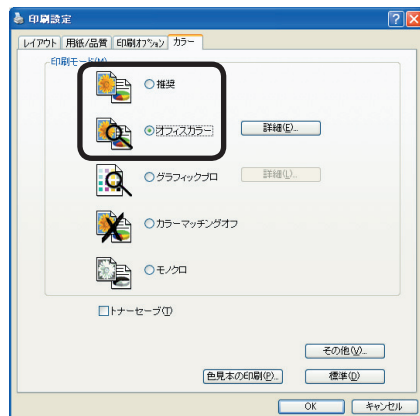 印刷設定
レイアウト 用紙/品質 印刷オプション カラー
印刷モード(M)
推奨
オフィスカラー 詳細(E)...
グラフィックプロ 詳細(L)...
カラーマッチングオフ
モノクロ
トナーセーブ(T)
その他(V)...
色見本の印刷(P)... 標準(D)
OK キャンセル